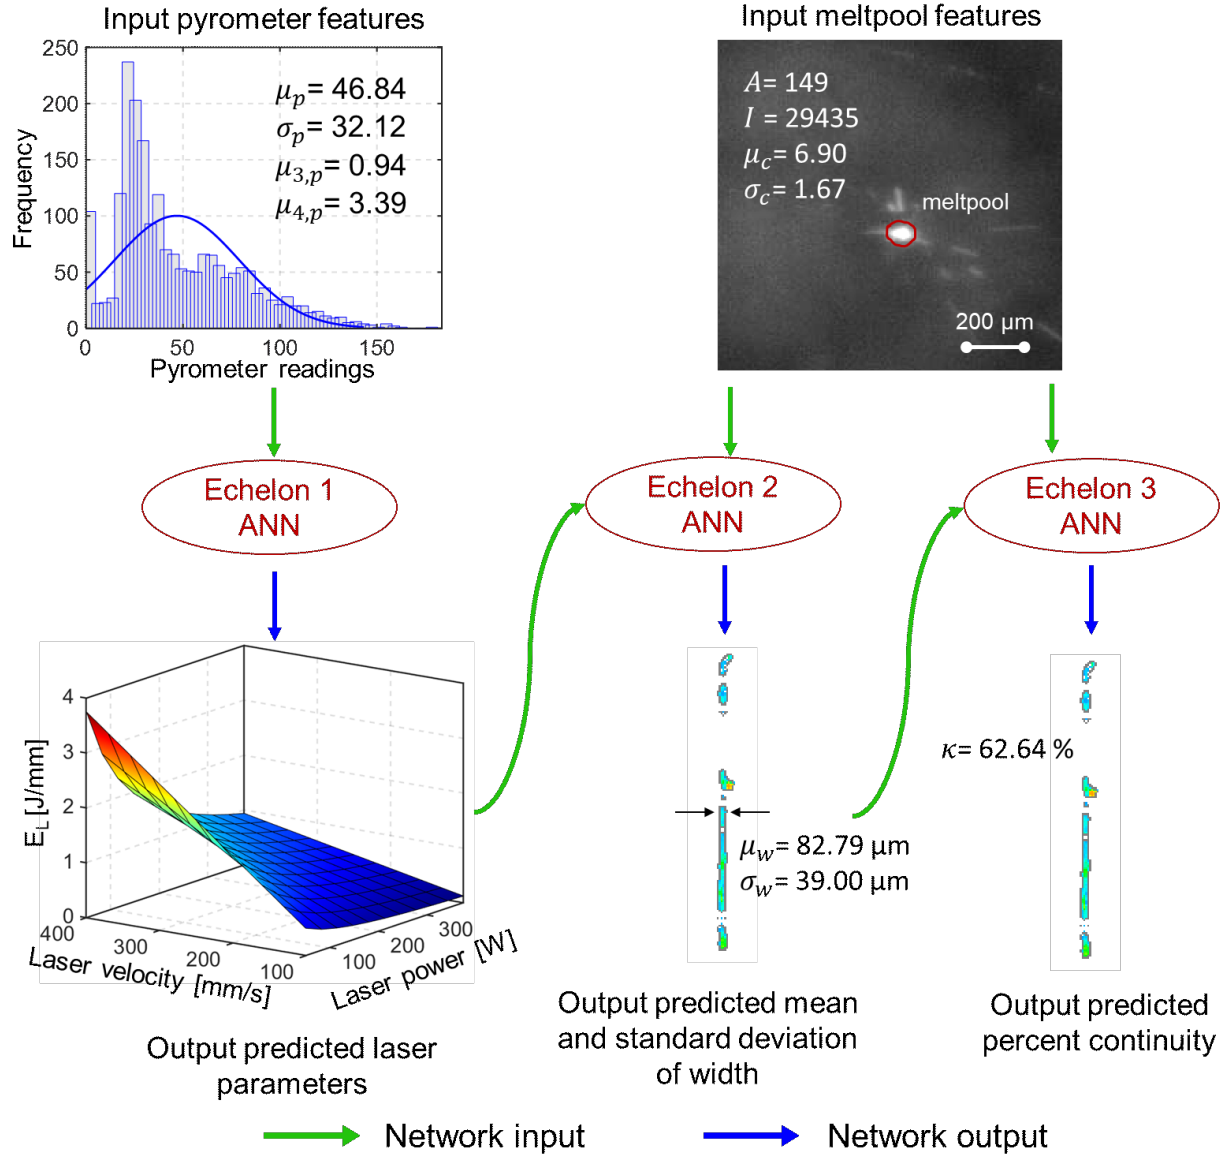 Input pyrometer features
Input meltpool features
250
200
150
100
50
0
Frequency
0 50 100 150
Pyrometer readings
μₚ= 46.84
σₚ= 32.12
μ₃,ₚ= 0.94
μ₄,ₚ= 3.39
A= 149
I = 29435
μ_c= 6.90
σ_c= 1.67
meltpool
200 μm
Echelon 1
ANN
Echelon 2
ANN
Echelon 3
ANN
4
3
2
1
0
E_L[J/mm]
400 300 200 100
Laser velocity [mm/s]
100 200 300
Laser power [W]
μ_w= 82.79 μm
σ_w= 39.00 μm
κ= 62.64 %
Output predicted laser
parameters
Output predicted mean
and standard deviation
of width
Output predicted
percent continuity
Network input
Network output